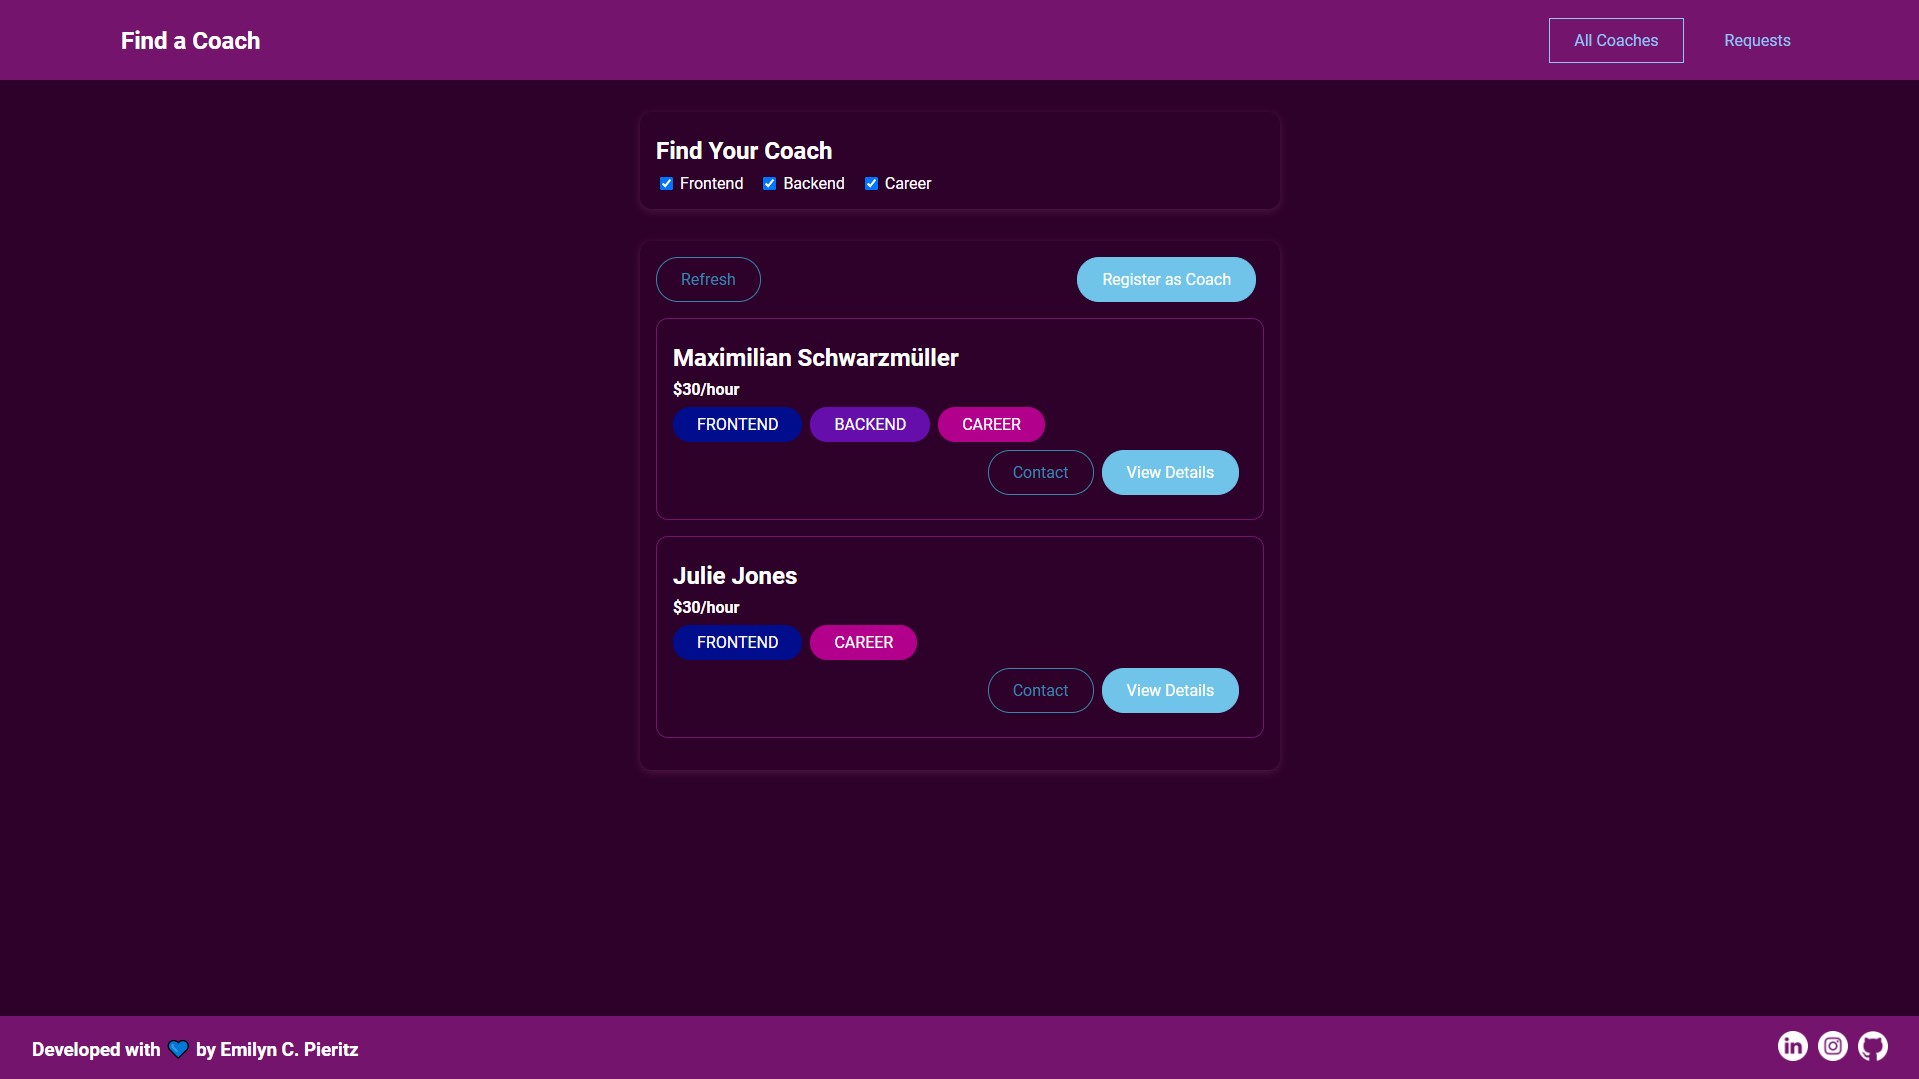 Find a Coach
All Coaches
Requests
Find Your Coach
Frontend Backend Career
Refresh
Register as Coach
Maximilian Schwarzmüller
$30/hour
FRONTEND BACKEND CAREER
Contact
View Details
Julie Jones
$30/hour
FRONTEND CAREER
Contact
View Details
Developed with 💙 by Emilyn C. Pieritz
in